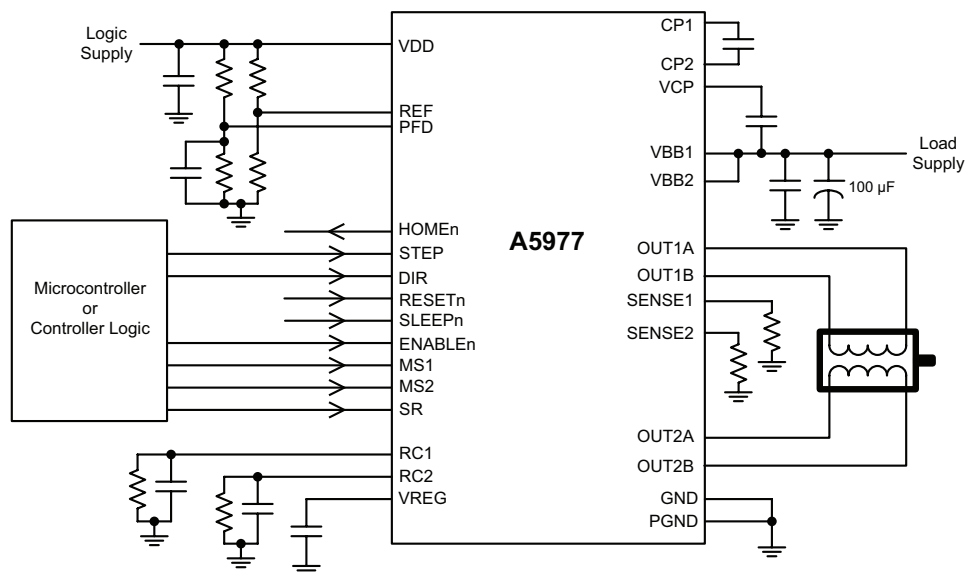 Logic
Supply
VDD
REF
PFD
HOMEn
STEP
DIR
RESETn
SLEEPn
ENABLEn
MS1
MS2
SR
RC1
RC2
VREG
Microcontroller
or
Controller Logic
A5977
CP1
CP2
VCP
VBB1
VBB2
OUT1A
OUT1B
SENSE1
SENSE2
OUT2A
OUT2B
GND
PGND
Load
Supply
100 µF